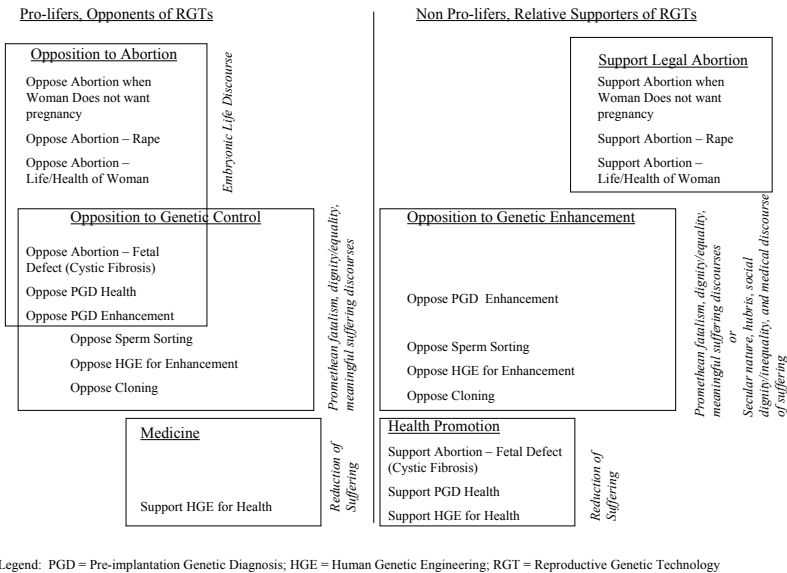 Pro-lifers, Opponents of RGTs
Opposition to Abortion
Oppose Abortion when
Woman Does not want
pregnancy
Oppose Abortion – Rape
Oppose Abortion –
Life/Health of Woman
Embryonic Life Discourse
Opposition to Genetic Control
Oppose Abortion – Fetal
Defect (Cystic Fibrosis)
Oppose PGD Health
Oppose PGD Enhancement
Oppose Sperm Sorting
Oppose HGE for Enhancement
Oppose Cloning
Promethean fatalism, dignity/equality,
meaningful suffering discourses
Medicine
Support HGE for Health
Reduction of
Suffering
Non Pro-lifers, Relative Supporters of RGTs
Support Legal Abortion
Support Abortion when
Woman Does not want
pregnancy
Support Abortion – Rape
Support Abortion –
Life/Health of Woman
Opposition to Genetic Enhancement
Oppose PGD Enhancement
Oppose Sperm Sorting
Oppose HGE for Enhancement
Oppose Cloning
Promethean fatalism, dignity/equality,
meaningful suffering discourses
or
Secular nature, hubris, social
dignity/inequality, and medical discourse
of suffering
Health Promotion
Support Abortion – Fetal Defect
(Cystic Fibrosis)
Support PGD Health
Support HGE for Health
Reduction of
Suffering
Legend: PGD = Pre-implantation Genetic Diagnosis; HGE = Human Genetic Engineering; RGT = Reproductive Genetic Technology